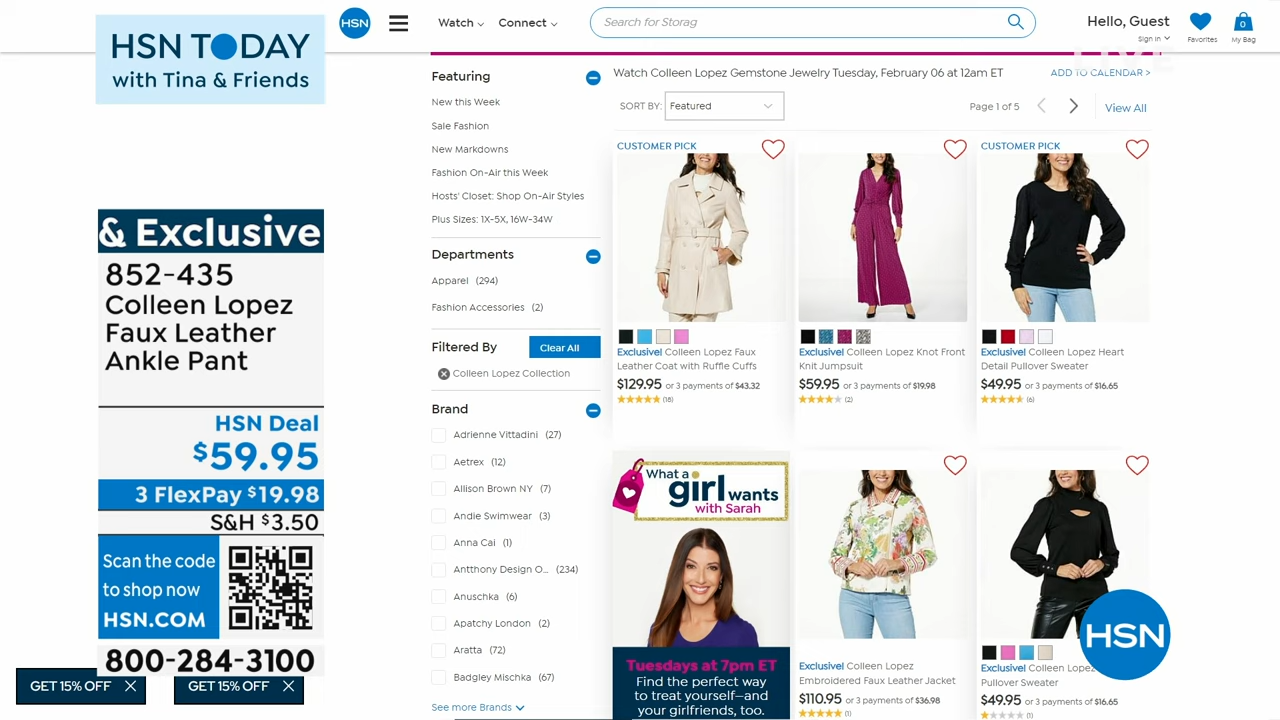 HSN TODAY
with Tina & Friends
& Exclusive
852-435
Colleen Lopez
Faux Leather
Ankle Pant
HSN Deal
$59.95
3 FlexPay $19.98
S&H $3.50
Scan the code
to shop now
HSN.COM
800-284-3100
GET 15% OFF
GET 15% OFF
HSN
Watch
Connect
Search for Storag
Hello, Guest
Sign in
Favorites
0
My Bag
LIVE
Featuring
New this Week
Sale Fashion
New Markdowns
Fashion On-Air this Week
Hosts' Closet: Shop On-Air Styles
Plus Sizes: 1X-5X, 16W-34W
Departments
Apparel (294)
Fashion Accessories (2)
Filtered By
Clear All
Colleen Lopez Collection
Brand
Adrienne Vittadini (27)
Aetrex (12)
Allison Brown NY (7)
Andie Swimwear (3)
Anna Cai (1)
Antthony Design O... (234)
Anuschka (6)
Apatchy London (2)
Aratta (72)
Badgley Mischka (67)
See more Brands
Watch Colleen Lopez Gemstone Jewelry Tuesday, February 06 at 12am ET
ADD TO CALENDAR >
SORT BY: Featured
Page 1 of 5
View All
CUSTOMER PICK
Exclusive! Colleen Lopez Faux
Leather Coat with Ruffle Cuffs
$129.95 or 3 payments of $43.32
(18)
Exclusive! Colleen Lopez Knot Front
Knit Jumpsuit
$59.95 or 3 payments of $19.98
(2)
CUSTOMER PICK
Exclusive! Colleen Lopez Heart
Detail Pullover Sweater
$49.95 or 3 payments of $16.65
(6)
What a
girl wants
with Sarah
Tuesdays at 7pm ET
Find the perfect way
to treat yourself—and
your girlfriends, too.
Exclusive! Colleen Lopez
Embroidered Faux Leather Jacket
$110.95 or 3 payments of $36.98
(1)
Exclusive! Colleen Lopez
Pullover Sweater
$49.95 or 3 payments of $16.65
(1)
HSN